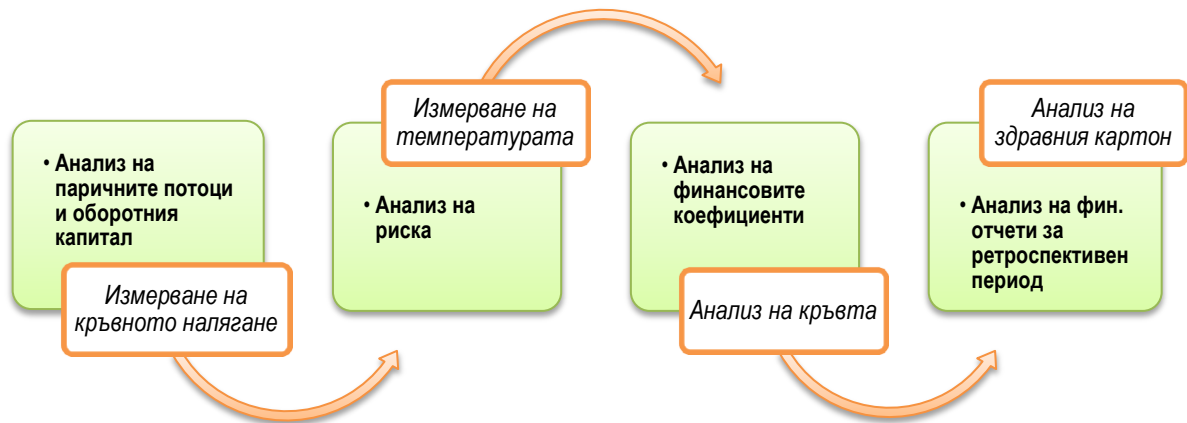 • Анализ на
паричните потоци
и оборотния
капитал
Измерване на
кръвното налягане
Измерване на
температурата
• Анализ на
риска
• Анализ на
финансовите
коефициенти
Анализ на кръвта
Анализ на
здравния картон
• Анализ на фин.
отчети за
ретроспективен
период